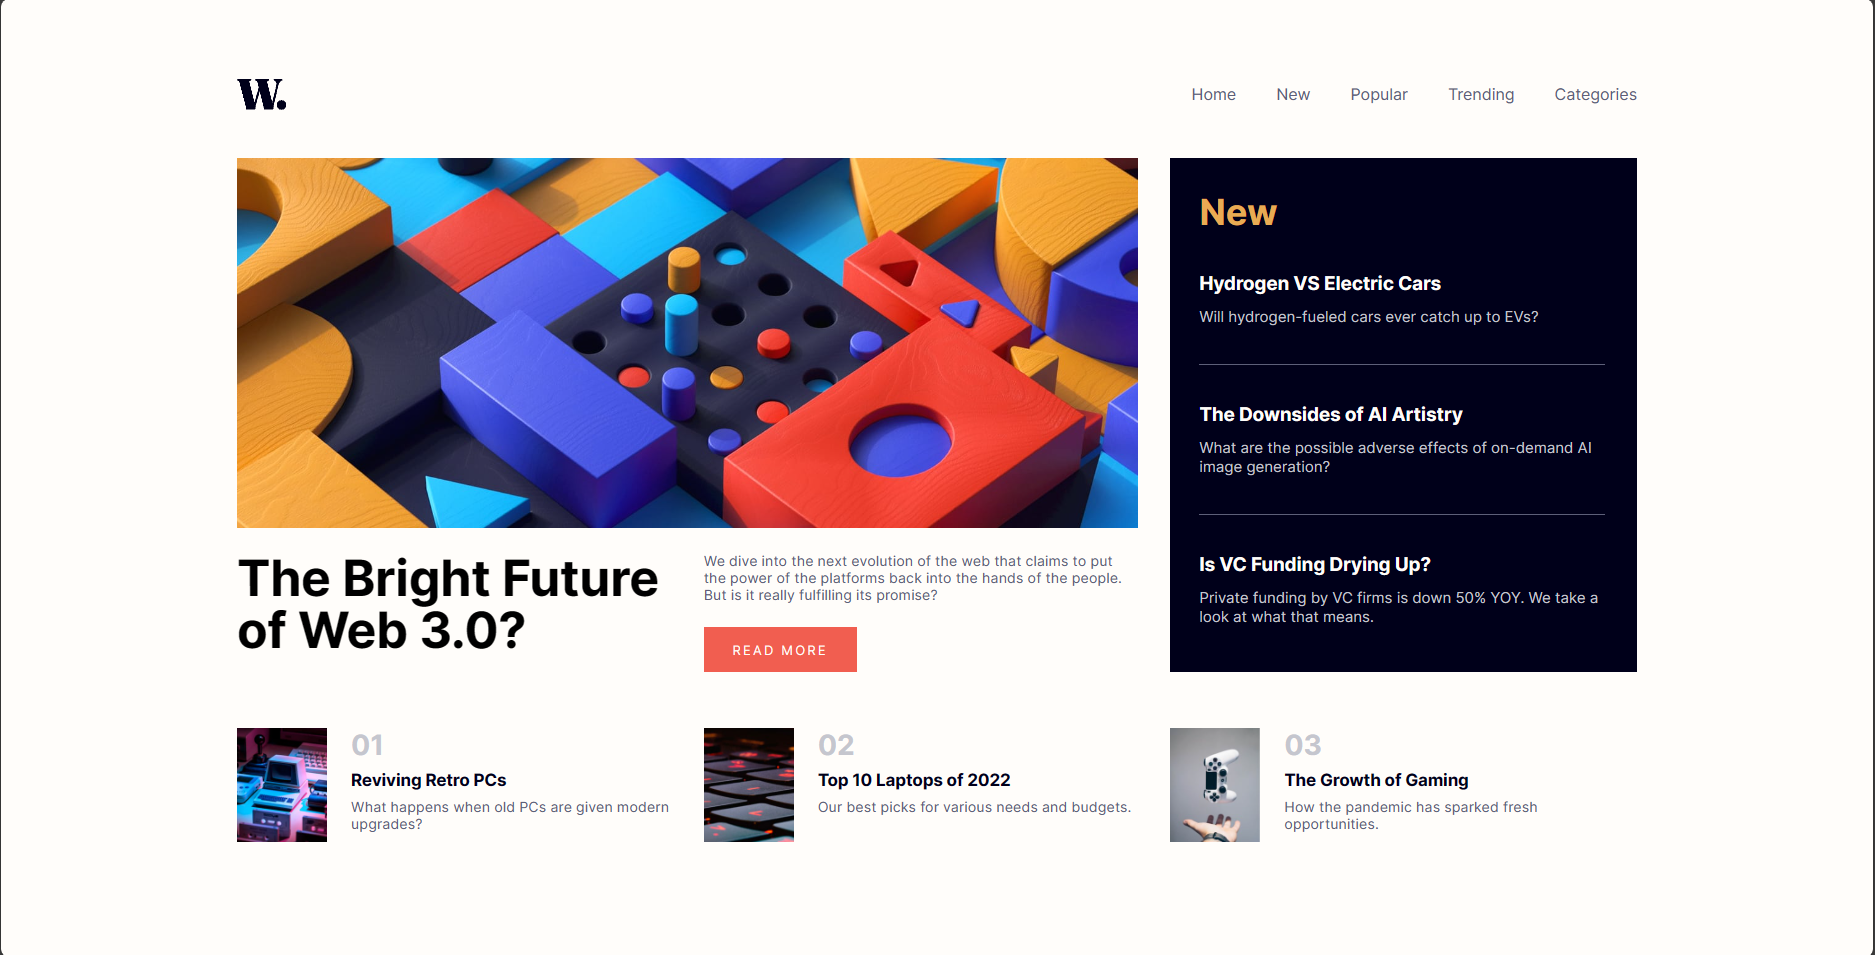 W.
Home New Popular Trending Categories
New
Hydrogen VS Electric Cars
Will hydrogen-fueled cars ever catch up to EVs?
The Downsides of AI Artistry
What are the possible adverse effects of on-demand AI
image generation?
Is VC Funding Drying Up?
Private funding by VC firms is down 50% YOY. We take a
look at what that means.
The Bright Future
of Web 3.0?
We dive into the next evolution of the web that claims to put
the power of the platforms back into the hands of the people.
But is it really fulfilling its promise?
READ MORE
01
Reviving Retro PCs
What happens when old PCs are given modern
upgrades?
02
Top 10 Laptops of 2022
Our best picks for various needs and budgets.
03
The Growth of Gaming
How the pandemic has sparked fresh
opportunities.